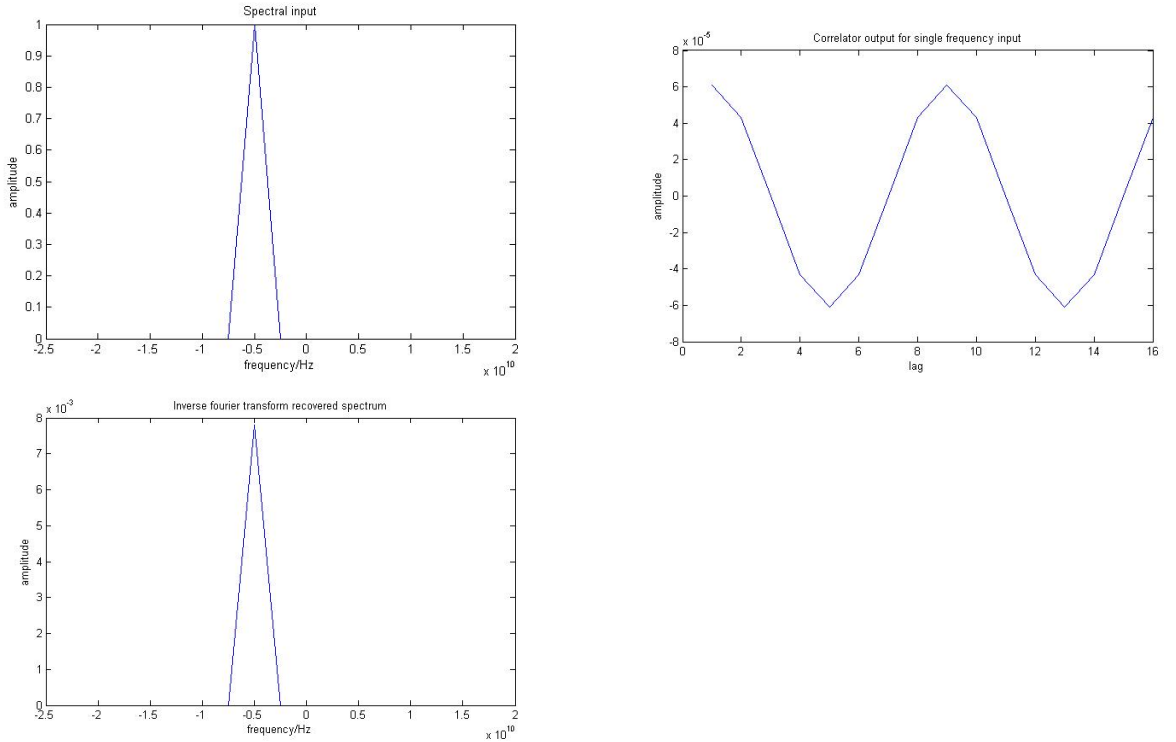 Spectral input
1
0.9
0.8
0.7
0.6
0.5
0.4
0.3
0.2
0.1
0
amplitude
-2.5 -2 -1.5 -1 -0.5 0 0.5 1 1.5 2
frequency/Hz
x 10^10
Correlator output for single frequency input
x 10^-5
8
6
4
2
0
-2
-4
-6
-8
amplitude
0 2 4 6 8 10 12 14 16
lag
Inverse fourier transform recovered spectrum
x 10^-3
8
7
6
5
4
3
2
1
0
amplitude
-2.5 -2 -1.5 -1 -0.5 0 0.5 1 1.5 2
frequency/Hz
x 10^10